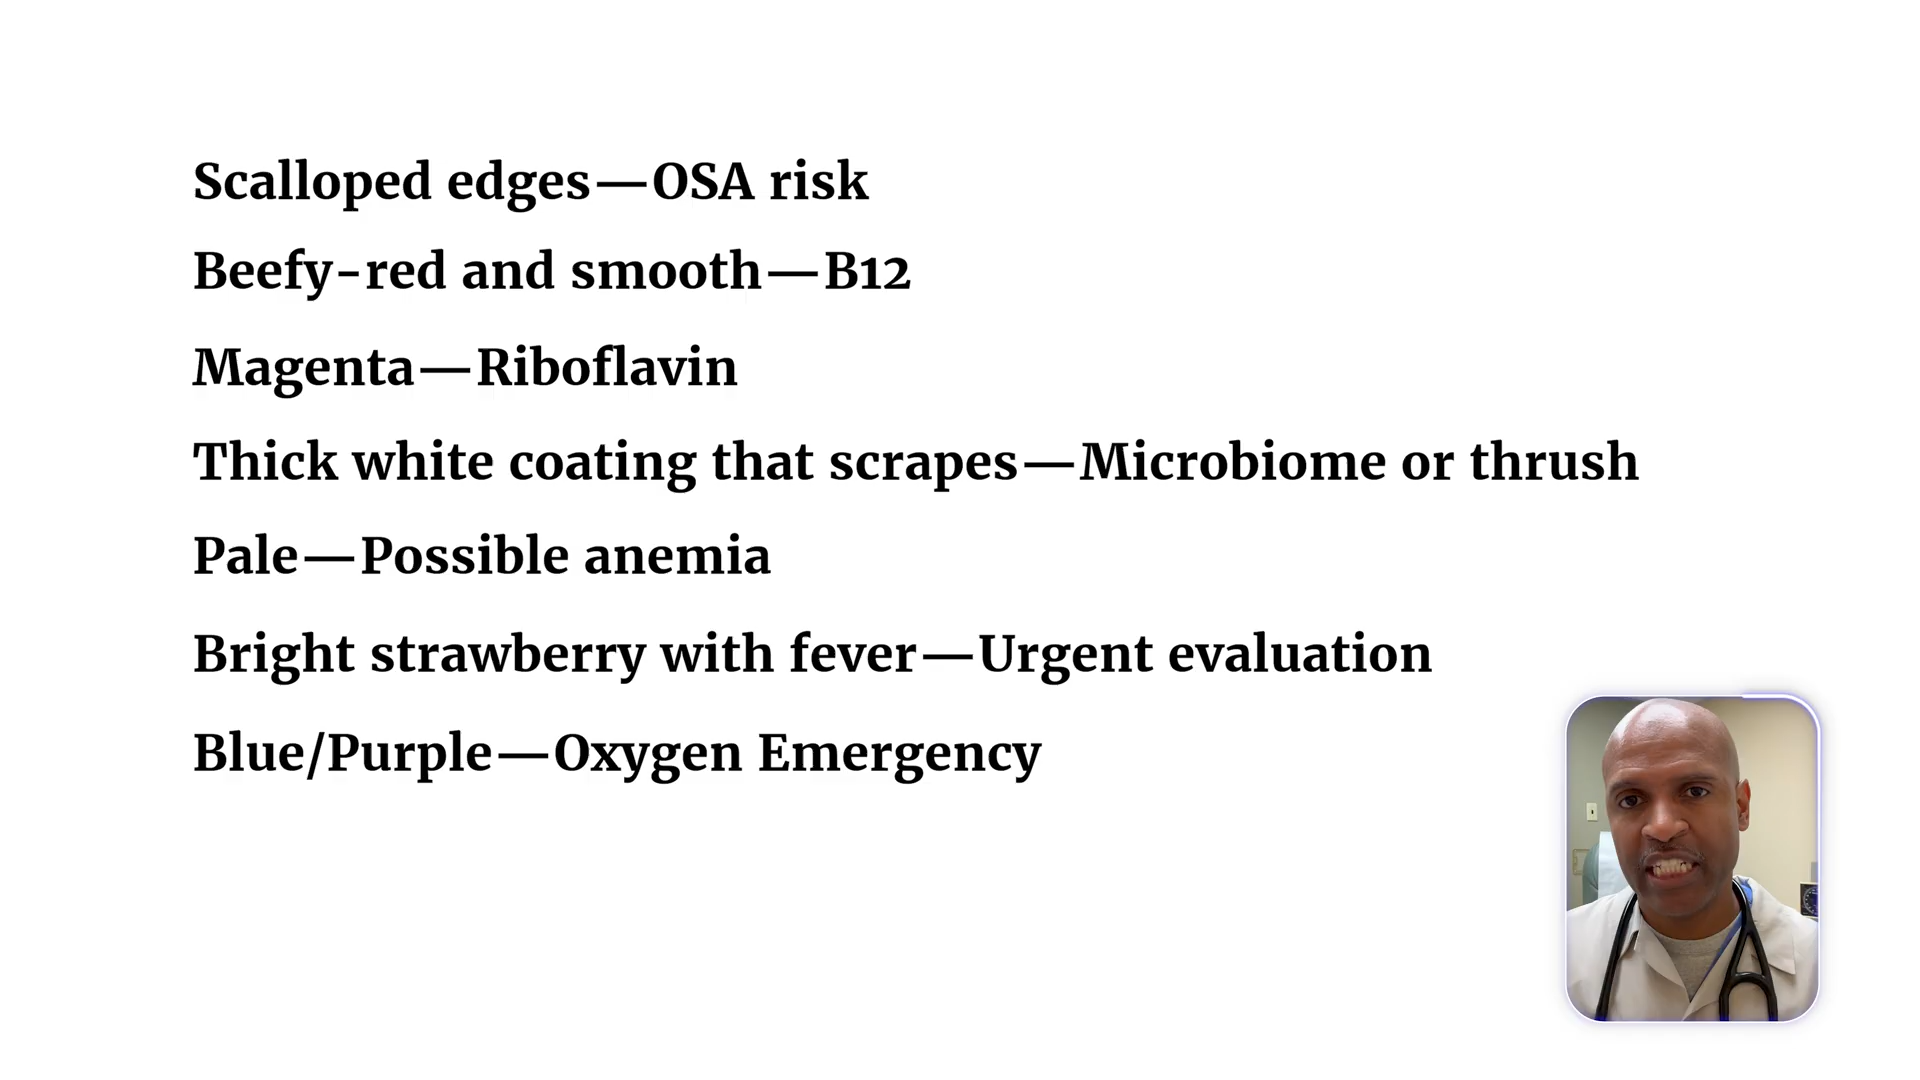 Scalloped edges—OSA risk
Beefy-red and smooth—B12
Magenta—Riboflavin
Thick white coating that scrapes—Microbiome or thrush
Pale—Possible anemia
Bright strawberry with fever—Urgent evaluation
Blue/Purple—Oxygen Emergency